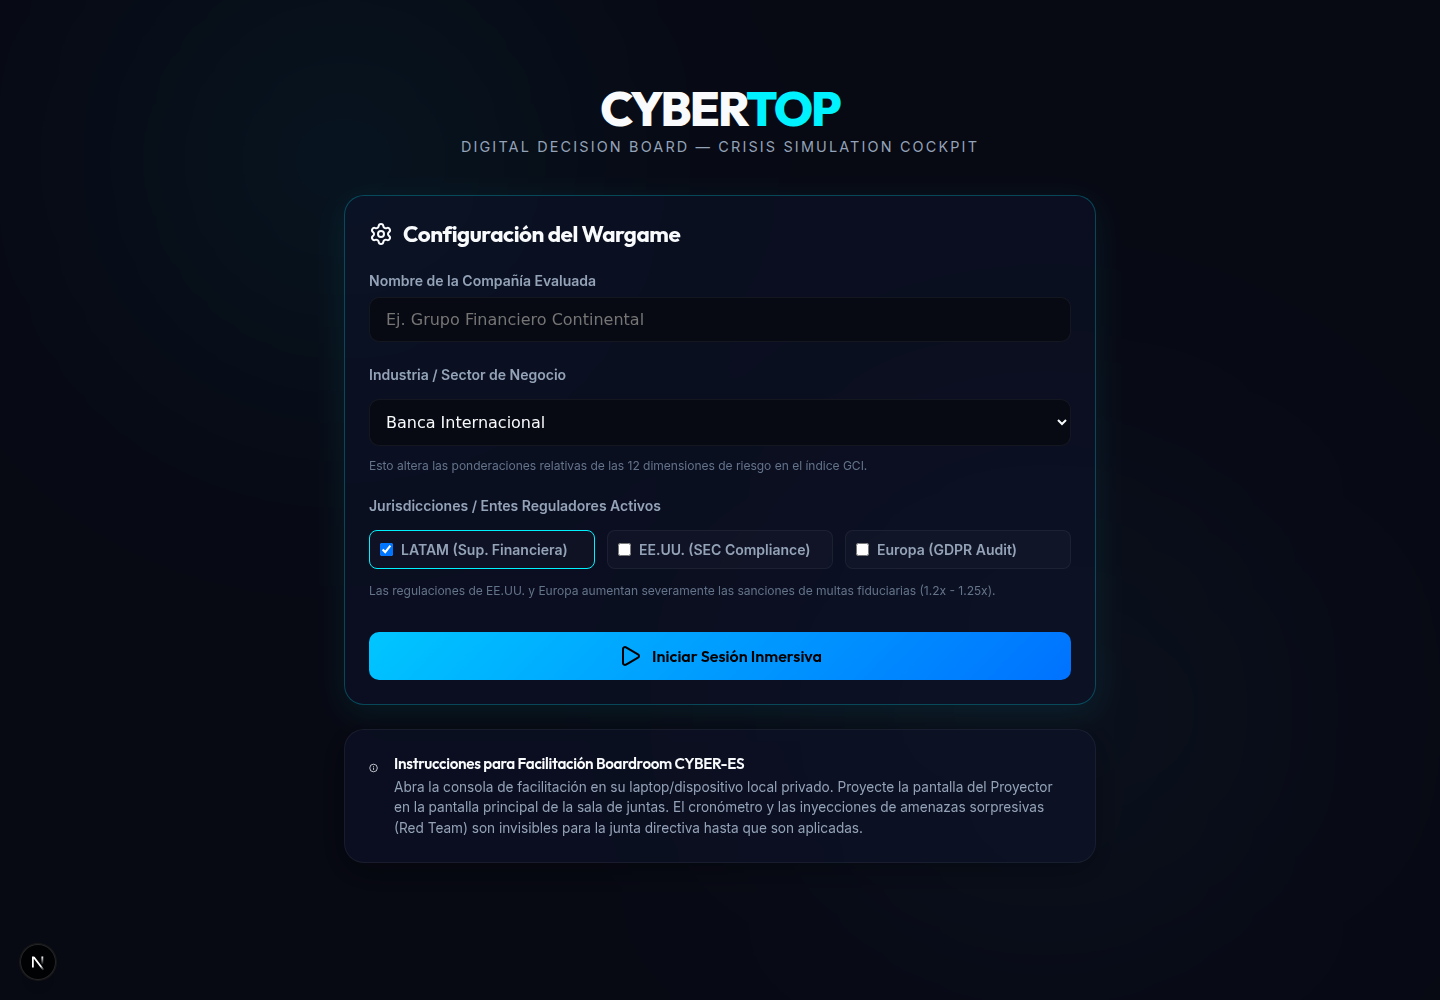 CYBERTOP
DIGITAL DECISION BOARD — CRISIS SIMULATION COCKPIT
Configuración del Wargame
Nombre de la Compañía Evaluada
Ej. Grupo Financiero Continental
Industria / Sector de Negocio
Banca Internacional
Esto altera las ponderaciones relativas de las 12 dimensiones de riesgo en el índice GCI.
Jurisdicciones / Entes Reguladores Activos
LATAM (Sup. Financiera)
EE.UU. (SEC Compliance)
Europa (GDPR Audit)
Las regulaciones de EE.UU. y Europa aumentan severamente las sanciones de multas fiduciarias (1.2x - 1.25x).
Iniciar Sesión Inmersiva
Instrucciones para Facilitación Boardroom CYBER-ES
Abra la consola de facilitación en su laptop/dispositivo local privado. Proyecte la pantalla del Proyector
en la pantalla principal de la sala de juntas. El cronómetro y las inyecciones de amenazas sorpresivas
(Red Team) son invisibles para la junta directiva hasta que son aplicadas.
N